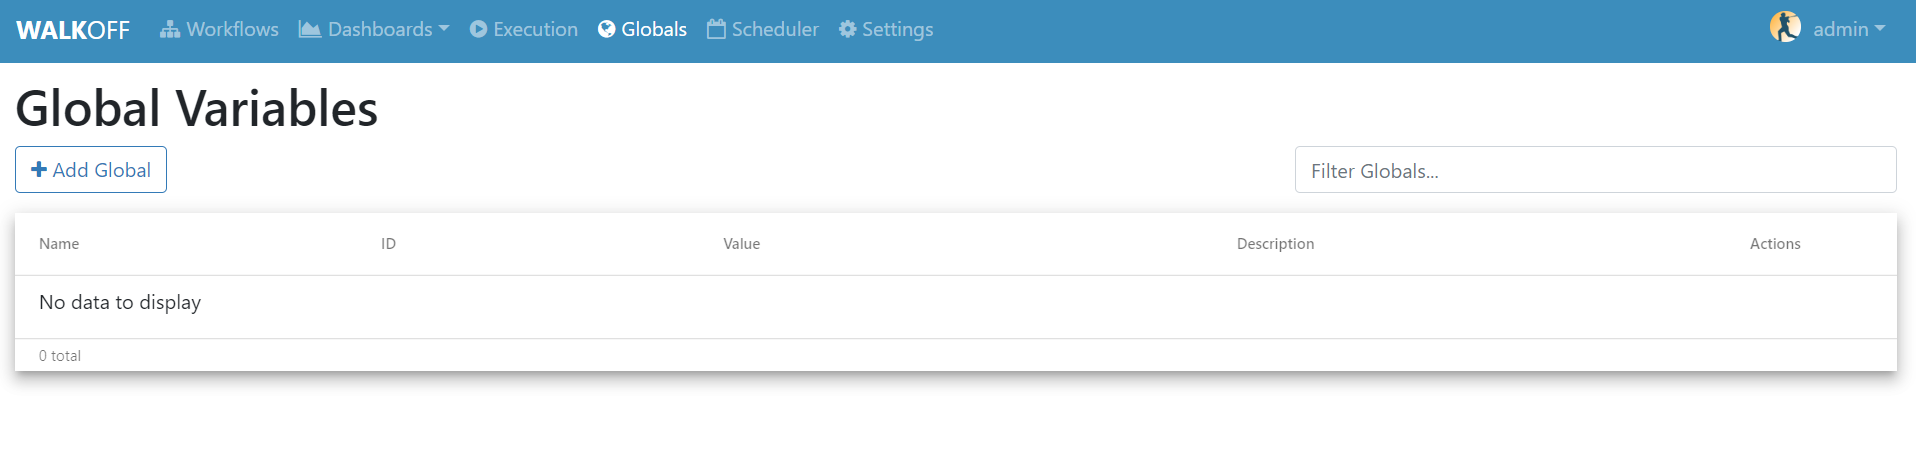 WALKOFF Workflows Dashboards Execution Globals Scheduler Settings admin
Global Variables
Add Global Filter Globals...
Name ID Value Description Actions
No data to display
0 total